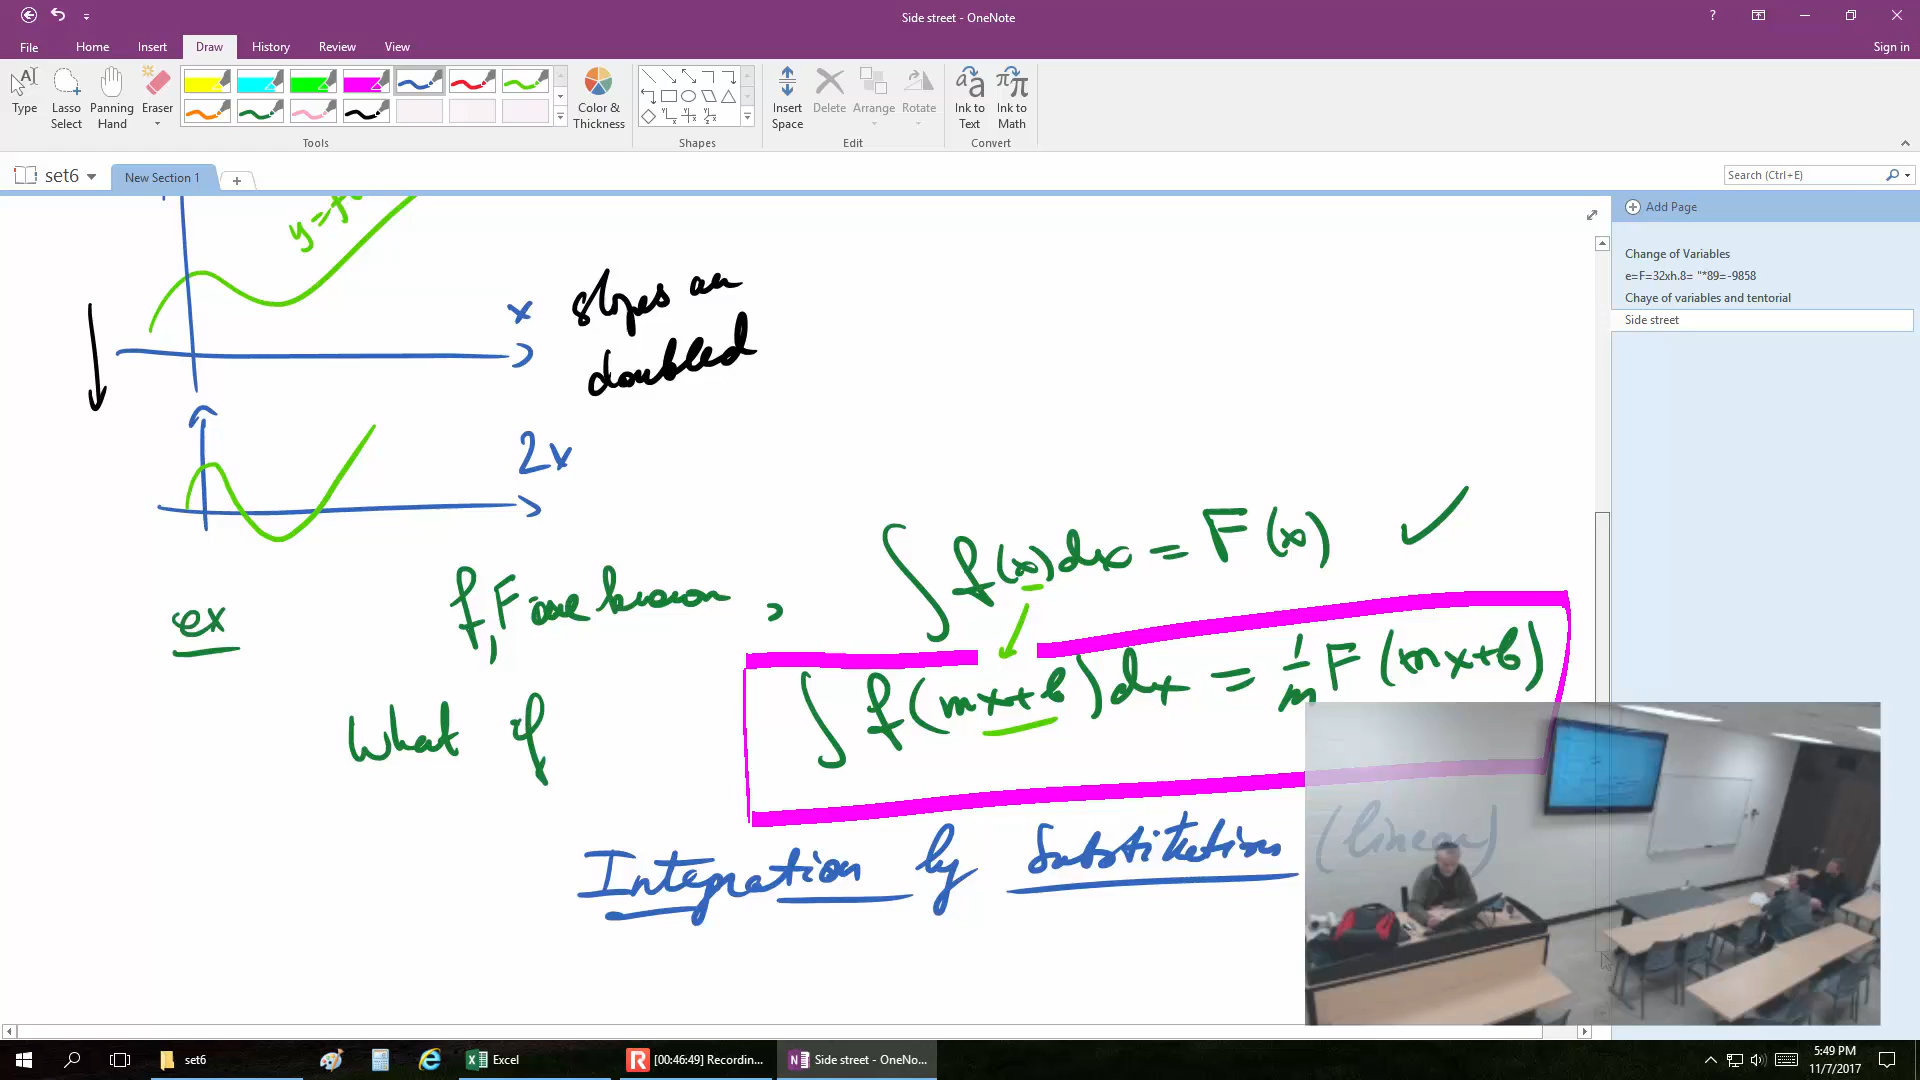 Side street - OneNote
?
File Home Insert Draw History Review View
Sign in
Type
Lasso Select
Panning Hand
Eraser
Color & Thickness
Insert Space
Delete
Arrange
Rotate
Ink to Text
Ink to Math
Tools
Shapes
Edit
Convert
set6
New Section 1
Search (Ctrl+E)
Add Page
Change of Variables
e=F=32xh.8= "*89=-9858
Chaye of variables and tentorial
Side street
x
slopes are
doubled
2x
ex
f, F are known ,
∫ f(x)dx = F(x) ✓
What if
∫ f(mx+b)dx = 1/m F(mx+b)
Integration by Substitution (linear)
set6
Excel
[00:46:49] Recordin...
Side street - OneNo...
5:49 PM
11/7/2017